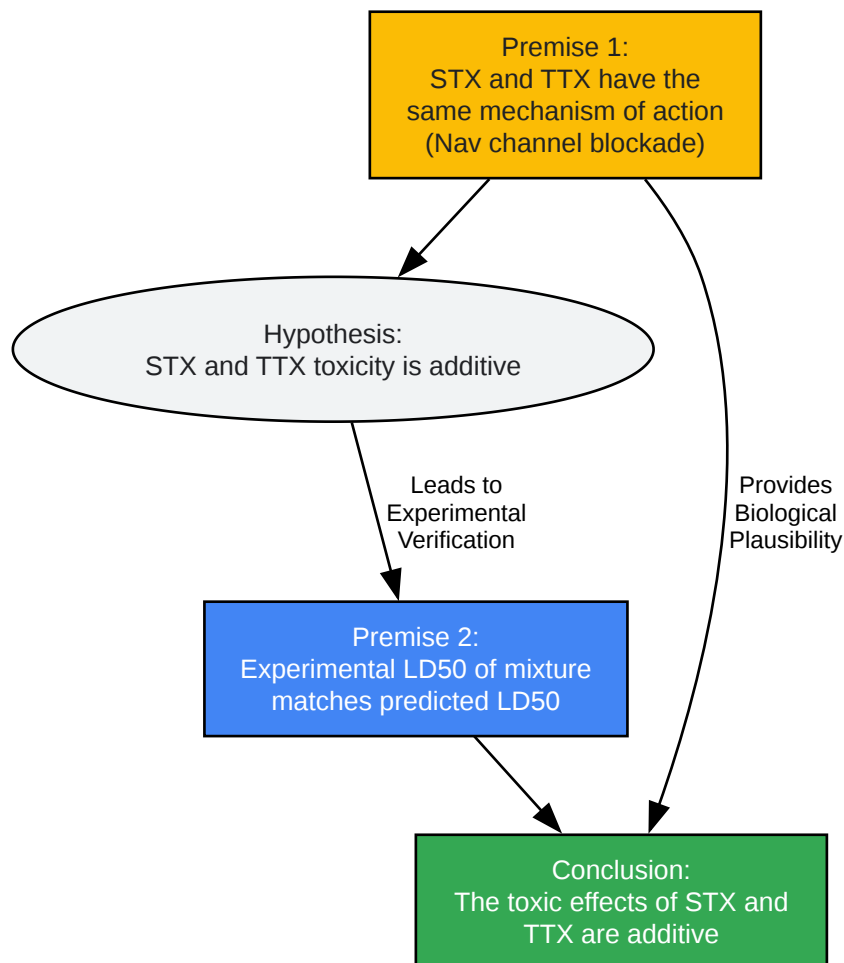 Premise 1:
STX and TTX have the
same mechanism of action
(Nav channel blockade)
Hypothesis:
STX and TTX toxicity is additive
Leads to
Experimental
Verification
Provides
Biological
Plausibility
Premise 2:
Experimental LD50 of mixture
matches predicted LD50
Conclusion:
The toxic effects of STX and
TTX are additive